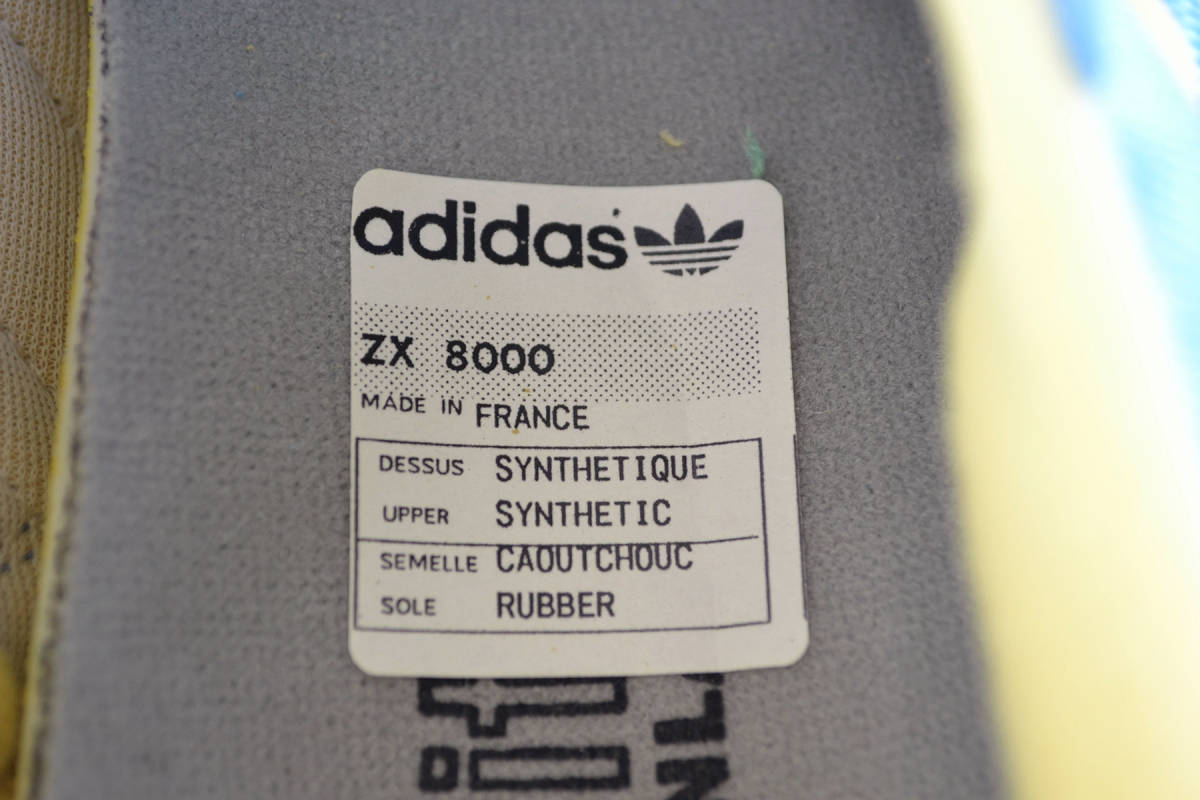 adidas
ZX 8000
MADE IN FRANCE
DESSUS SYNTHETIQUE
UPPER SYNTHETIC
SEMELLE CAOUTCHOUC
SOLE RUBBER